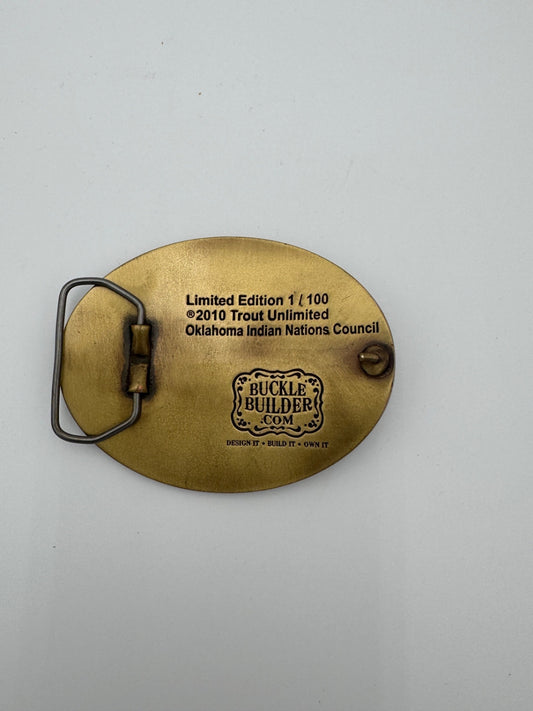 Limited Edition 1 / 100
®2010 Trout Unlimited
Oklahoma Indian Nations Council
BUCKLE
BUILDER
.COM
DESIGN IT • BUILD IT • OWN IT